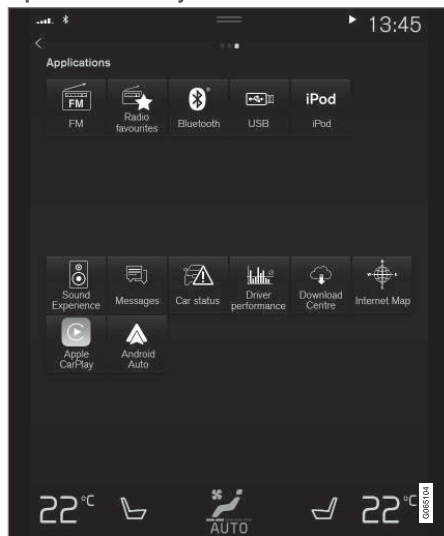 13:45
Applications
FM
FM
Radio
favourites
Bluetooth
USB
iPod
iPod
Sound
Experience
Messages
Car status
Driver
performance
Download
Centre
Internet Map
Apple
CarPlay
Android
Auto
22°C
AUTO
22°C
G065104